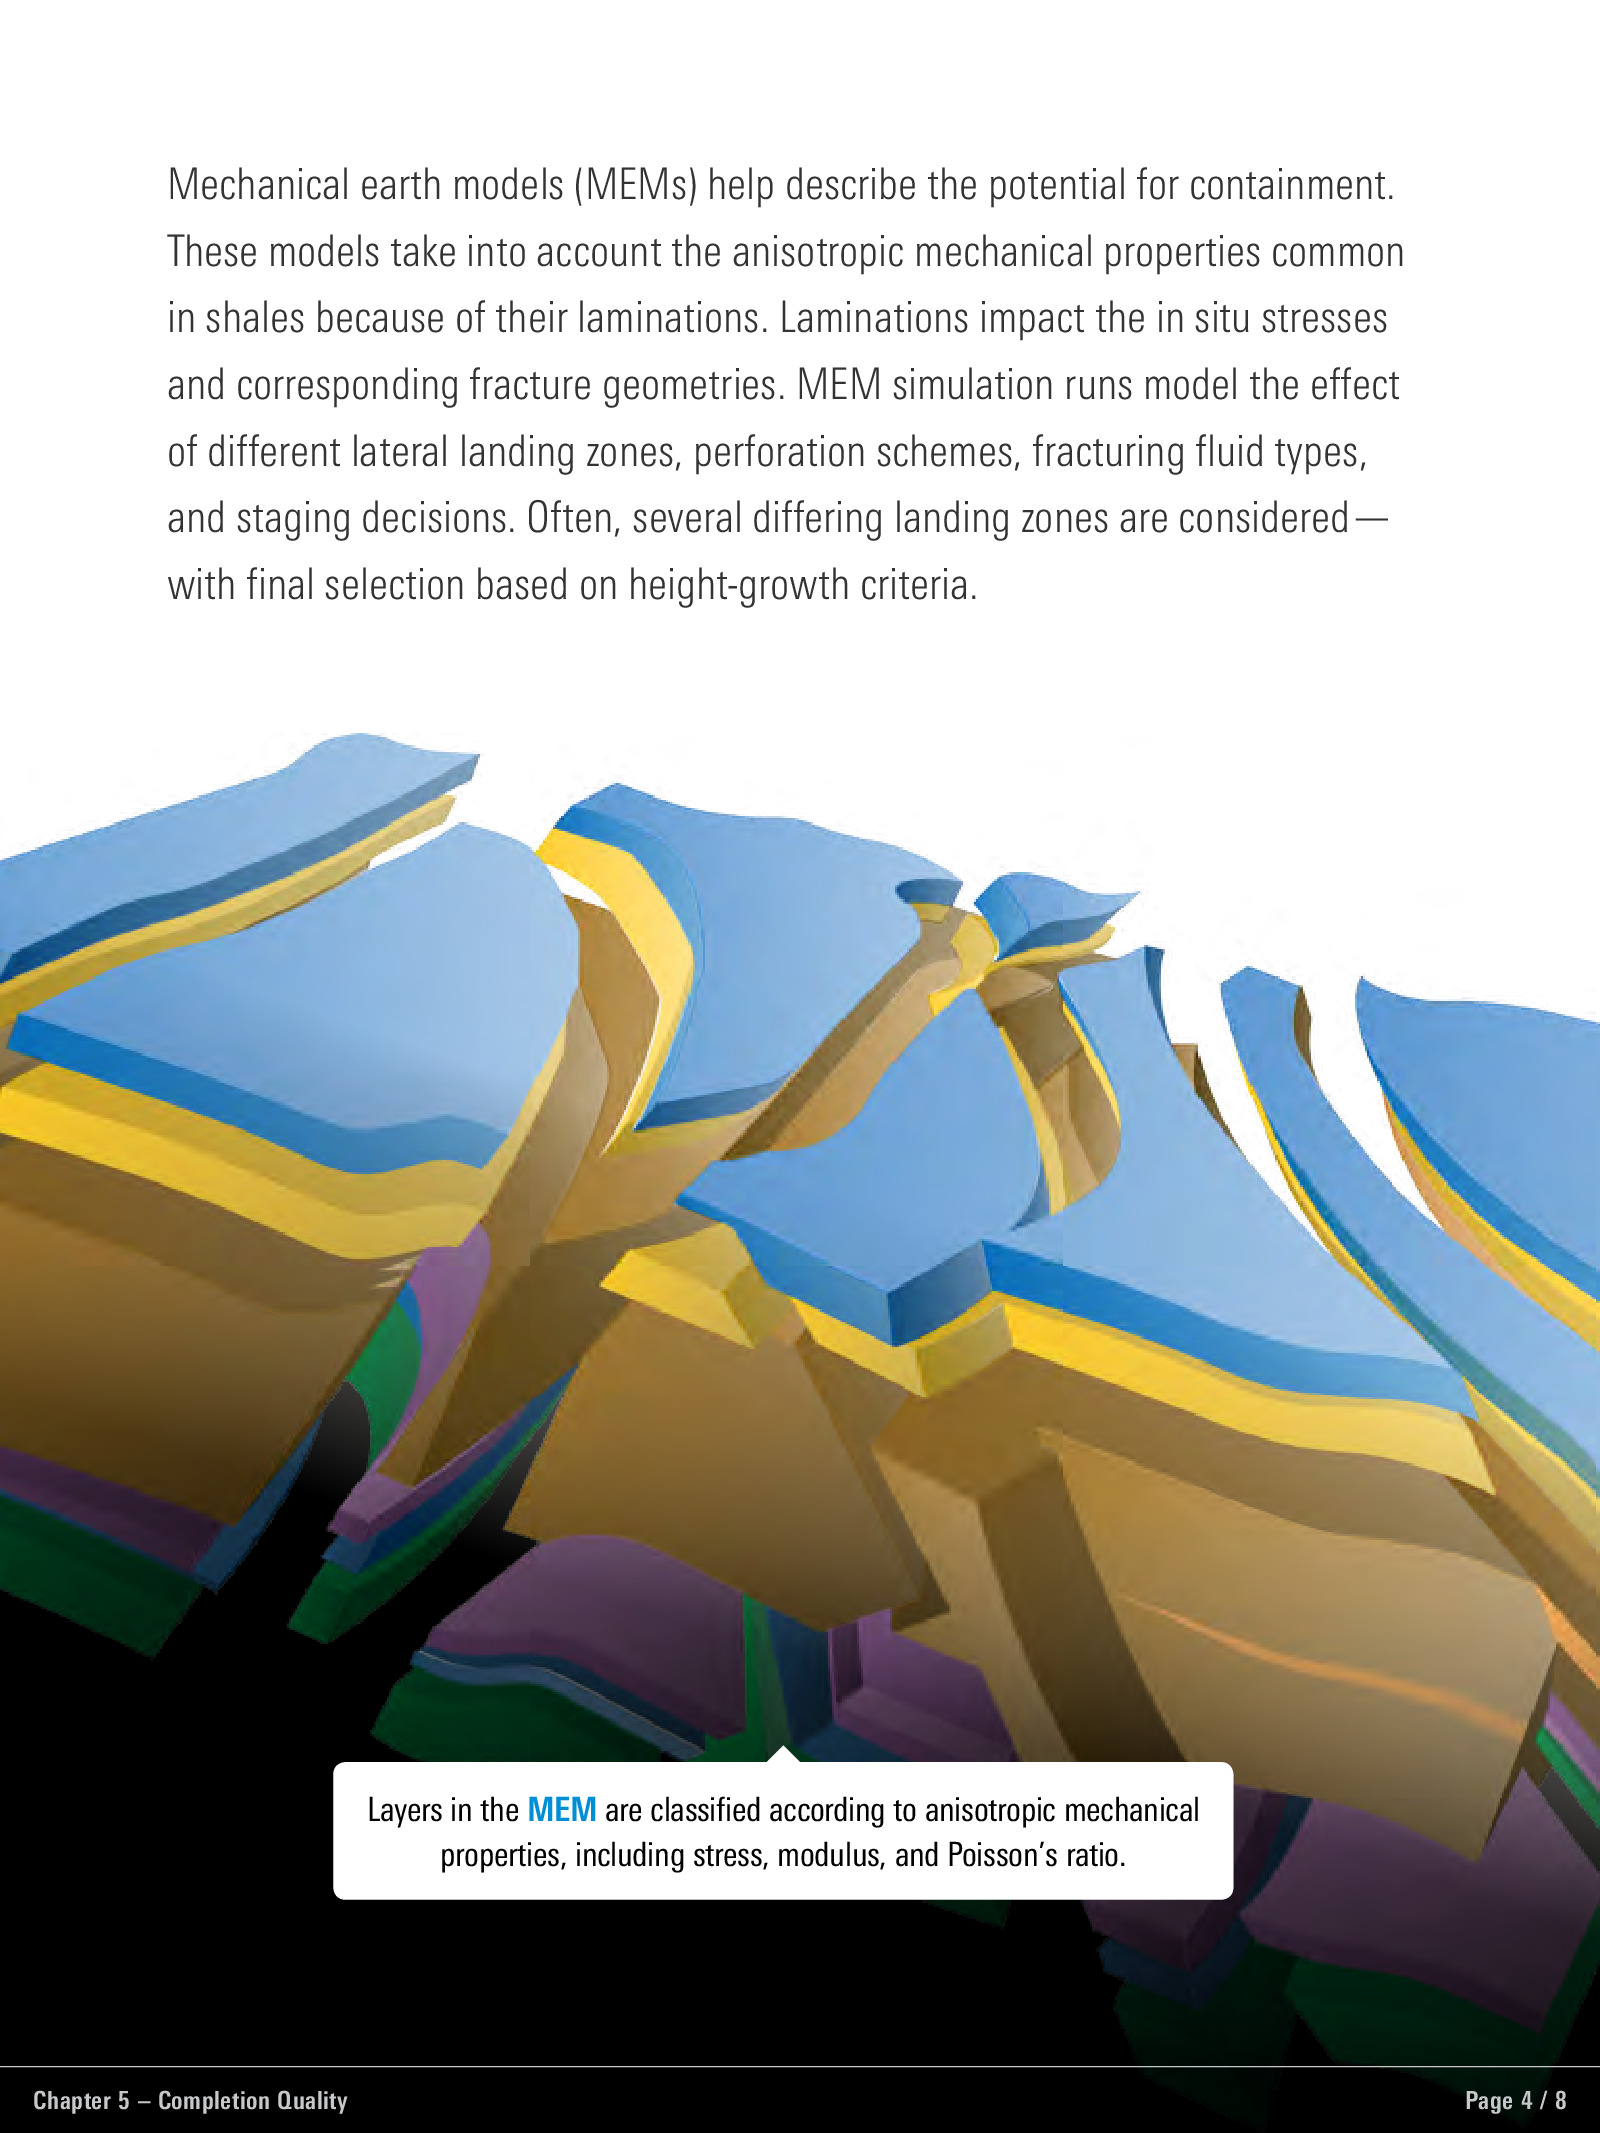 Mechanical earth models (MEMs) help describe the potential for containment.
These models take into account the anisotropic mechanical properties common
in shales because of their laminations. Laminations impact the in situ stresses
and corresponding fracture geometries. MEM simulation runs model the effect
of different lateral landing zones, perforation schemes, fracturing fluid types,
and staging decisions. Often, several differing landing zones are considered—
with final selection based on height-growth criteria.
Layers in the MEM are classified according to anisotropic mechanical
properties, including stress, modulus, and Poisson's ratio.
Chapter 5 – Completion Quality
Page 4 / 8